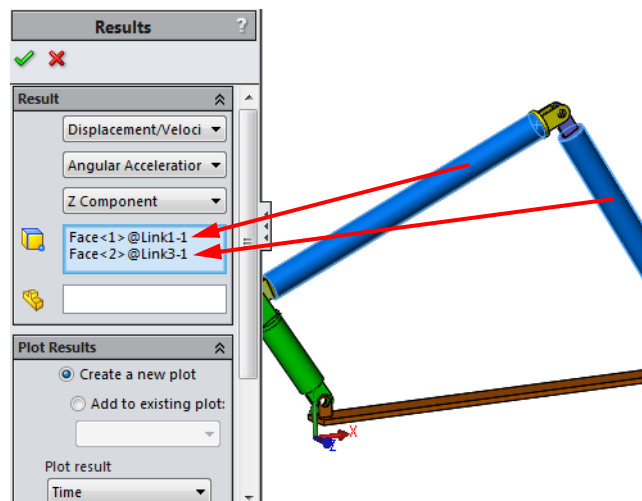 Results ?
Result
Displacement/Veloci
Angular Acceleration
Z Component
Face<1>@Link1-1
Face<2>@Link3-1
Plot Results
Create a new plot
Add to existing plot:
Plot result
Time
X
Z